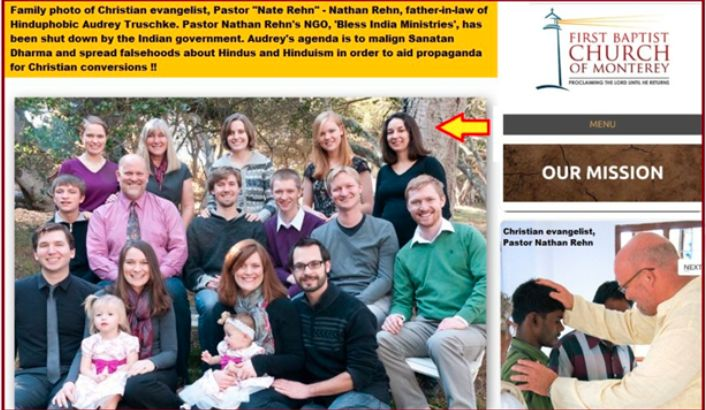 Family photo of Christian evangelist, Pastor "Nate Rehn" - Nathan Rehn, father-in-law of
Hinduphobic Audrey Truschke. Pastor Nathan Rehn's NGO, 'Bless India Ministries', has
been shut down by the Indian government. Audrey's agenda is to malign Sanatan
Dharma and spread falsehoods about Hindus and Hinduism in order to aid propaganda
for Christian conversions !!
FIRST BAPTIST
CHURCH
OF MONTEREY
PROCLAIMING THE LORD UNTIL HE RETURNS
MENU
OUR MISSION
Christian evangelist,
Pastor Nathan Rehn
NEXT